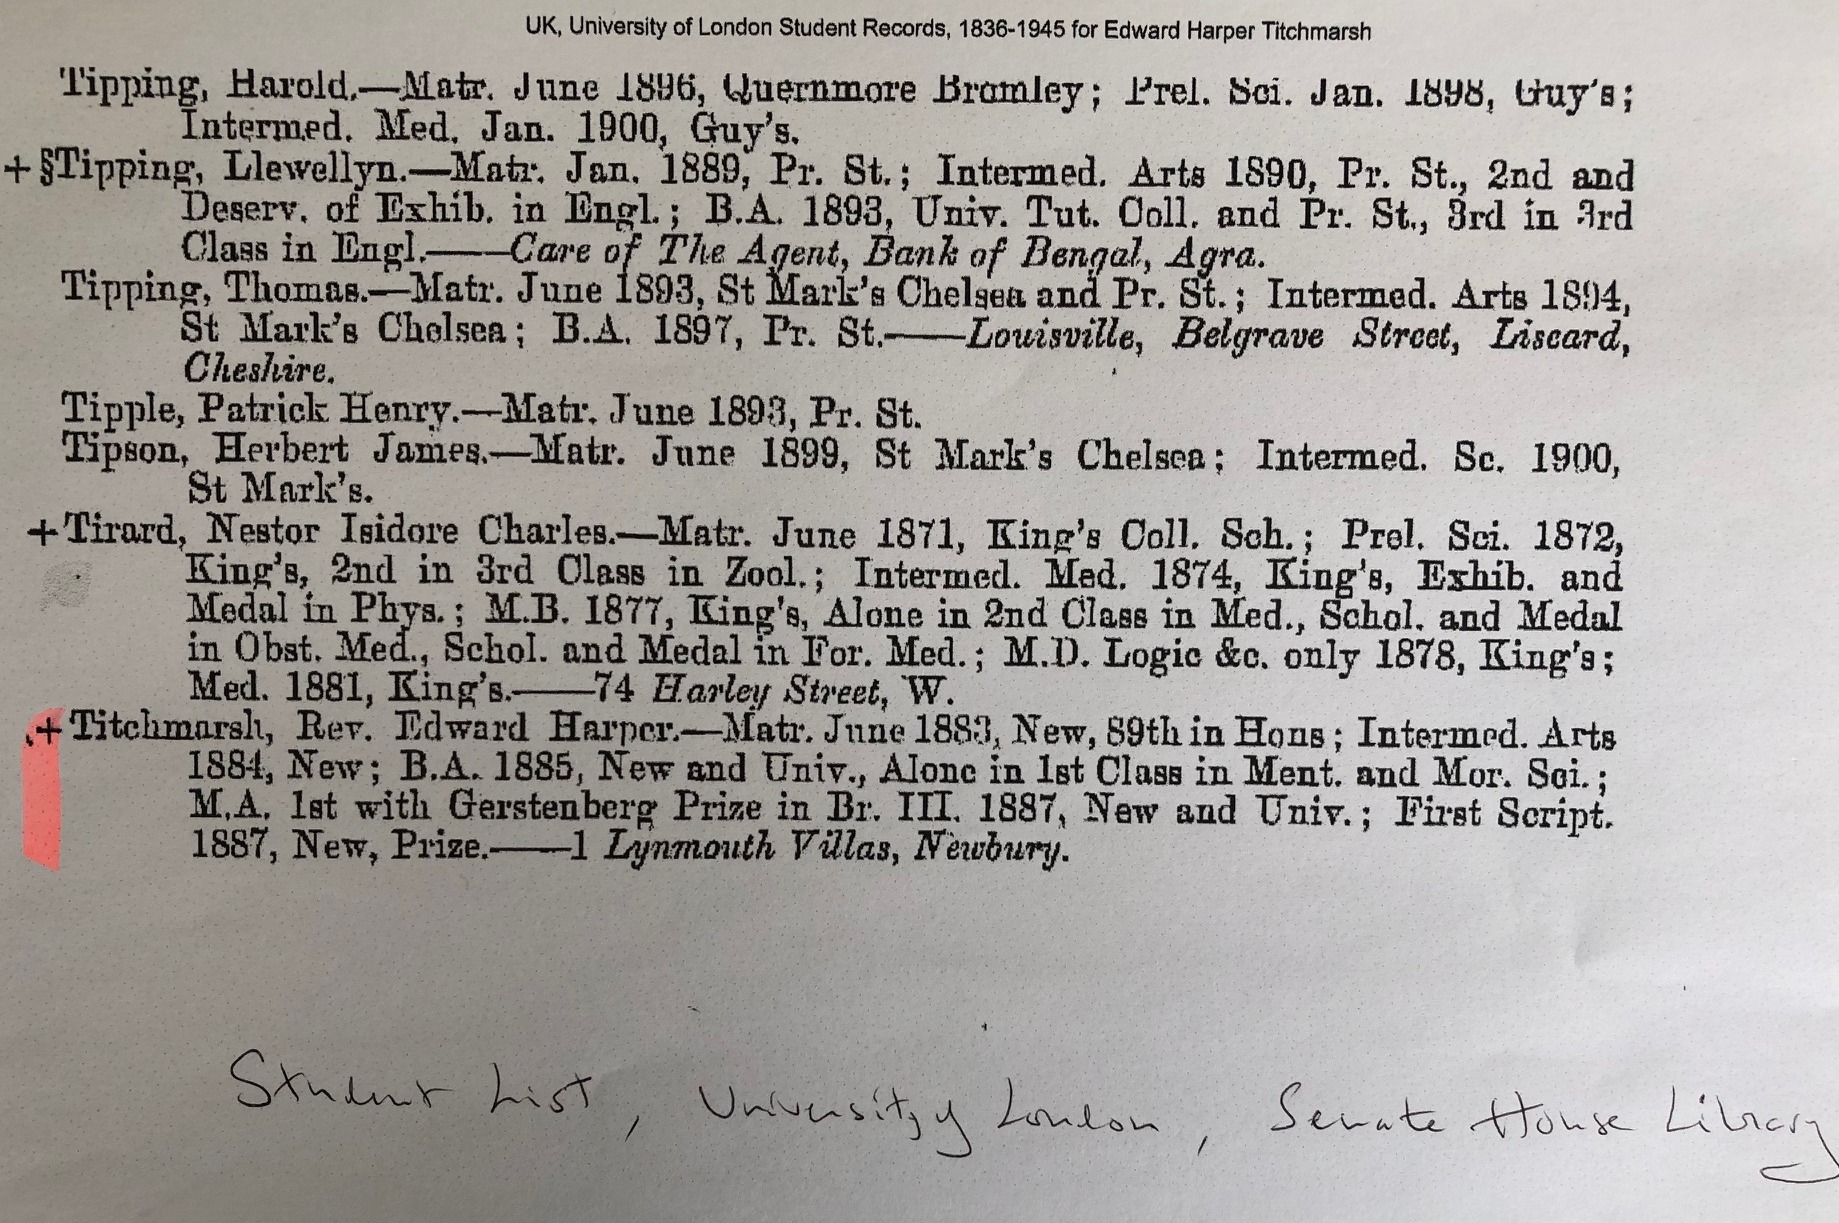 UK, University of London Student Records, 1836-1945 for Edward Harper Titchmarsh
Tipping, Harold.—Matr. June 1896, Quernmore Bromley; Prel. Sci. Jan. 1898, Guy's;
Intermed. Med. Jan. 1900, Guy's.
+ §Tipping, Llewellyn.—Matr. Jan. 1889, Pr. St.; Intermed. Arts 1890, Pr. St., 2nd and
Deserv. of Exhib. in Engl.; B.A. 1893, Univ. Tut. Coll. and Pr. St., 3rd in 3rd
Class in Engl.——Care of The Agent, Bank of Bengal, Agra.
Tipping, Thomas.—Matr. June 1893, St Mark's Chelsea and Pr. St.; Intermed. Arts 1894,
St Mark's Chelsea; B.A. 1897, Pr. St.——Louisville, Belgrave Street, Liscard,
Cheshire.
Tipple, Patrick Henry.—Matr. June 1893, Pr. St.
Tipson, Herbert James.—Matr. June 1899, St Mark's Chelsea; Intermed. Sc. 1900,
St Mark's.
+Tirard, Nestor Isidore Charles.—Matr. June 1871, King's Coll. Sch.; Prel. Sci. 1872,
King's, 2nd in 3rd Class in Zool.; Intermed. Med. 1874, King's, Exhib. and
Medal in Phys.; M.B. 1877, King's, Alone in 2nd Class in Med., Schol. and Medal
in Obst. Med., Schol. and Medal in For. Med.; M.D. Logic &c. only 1878, King's;
Med. 1881, King's.——74 Harley Street, W.
+Titchmarsh, Rev. Edward Harper.—Matr. June 1883, New, 89th in Hons; Intermed. Arts
1884, New; B.A. 1885, New and Univ., Alone in 1st Class in Ment. and Mor. Sci.;
M.A. 1st with Gerstenberg Prize in Br. III. 1887, New and Univ.; First Script.
1887, New, Prize.——1 Lynmouth Villas, Newbury.
Student List, University of London, Senate House Library